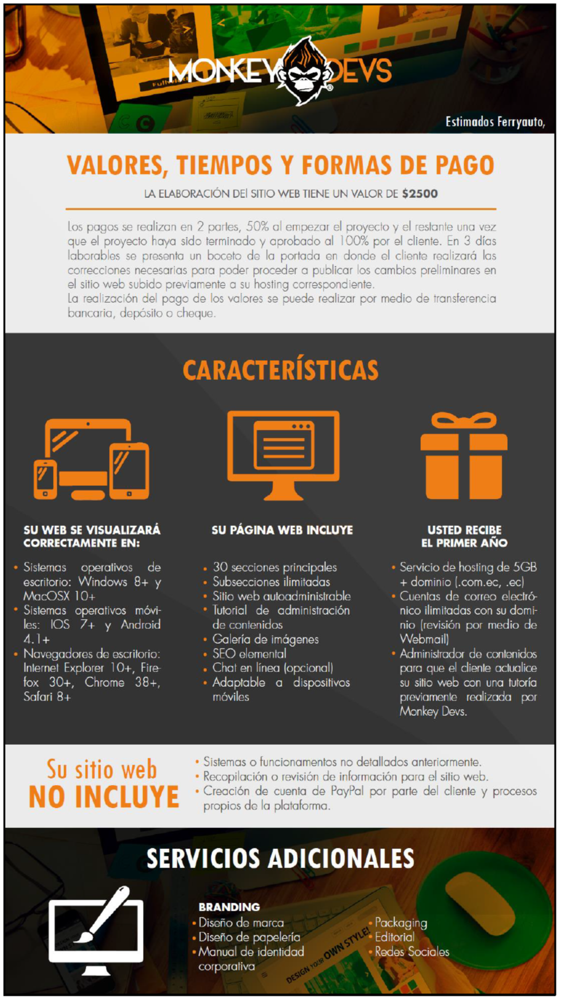 MONKEY DEVS
Estimados Ferryauto,
VALORES, TIEMPOS Y FORMAS DE PAGO
LA ELABORACIÓN DEl SITIO WEB TIENE UN VALOR DE $2500
Los pagos se realizan en 2 partes, 50% al empezar el proyecto y el restante una vez
que el proyecto haya sido terminado y aprobado al 100% por el cliente. En 3 días
laborables se presenta un boceto de la portada en donde el cliente realizará las
correcciones necesarias para poder proceder a publicar los cambios preliminares en
el sitio web subido previamente a su hosting correspondiente.
La realización del pago de los valores se puede realizar por medio de transferencia
bancaria, depósito o cheque.
CARACTERÍSTICAS
SU WEB SE VISUALIZARÁ
CORRECTAMENTE EN:
• Sistemas operativos de
escritorio: Windows 8+ y
MacOSX 10+
• Sistemas operativos móvi-
les: IOS 7+ y Android
4.1+
• Navegadores de escritorio:
Internet Explorer 10+, Fire-
fox 30+, Chrome 38+,
Safari 8+
SU PÁGINA WEB INCLUYE
• 30 secciones principales
• Subsecciones ilimitadas
• Sitio web autoadministrable
• Tutorial de administración
de contenidos
• Galería de imágenes
• SEO elemental
• Chat en línea (opcional)
• Adaptable a dispositivos
móviles
USTED RECIBE
EL PRIMER AÑO
• Servicio de hosting de 5GB
+ dominio (.com.ec, .ec)
• Cuentas de correo electró-
nico ilimitadas con su domi-
nio (revisión por medio de
Webmail)
• Administrador de contenidos
para que el cliente actualice
su sitio web con una tutoría
previamente realizada por
Monkey Devs.
Su sitio web
NO INCLUYE
• Sistemas o funcionamentos no detallados anteriormente.
• Recopilación o revisión de información para el sitio web.
• Creación de cuenta de PayPal por parte del cliente y procesos
propios de la plataforma.
SERVICIOS ADICIONALES
BRANDING
• Diseño de marca
• Diseño de papelería
• Manual de identidad
corporativa
• Packaging
• Editorial
• Redes Sociales
DESIGN YOUR OWN STYLE!